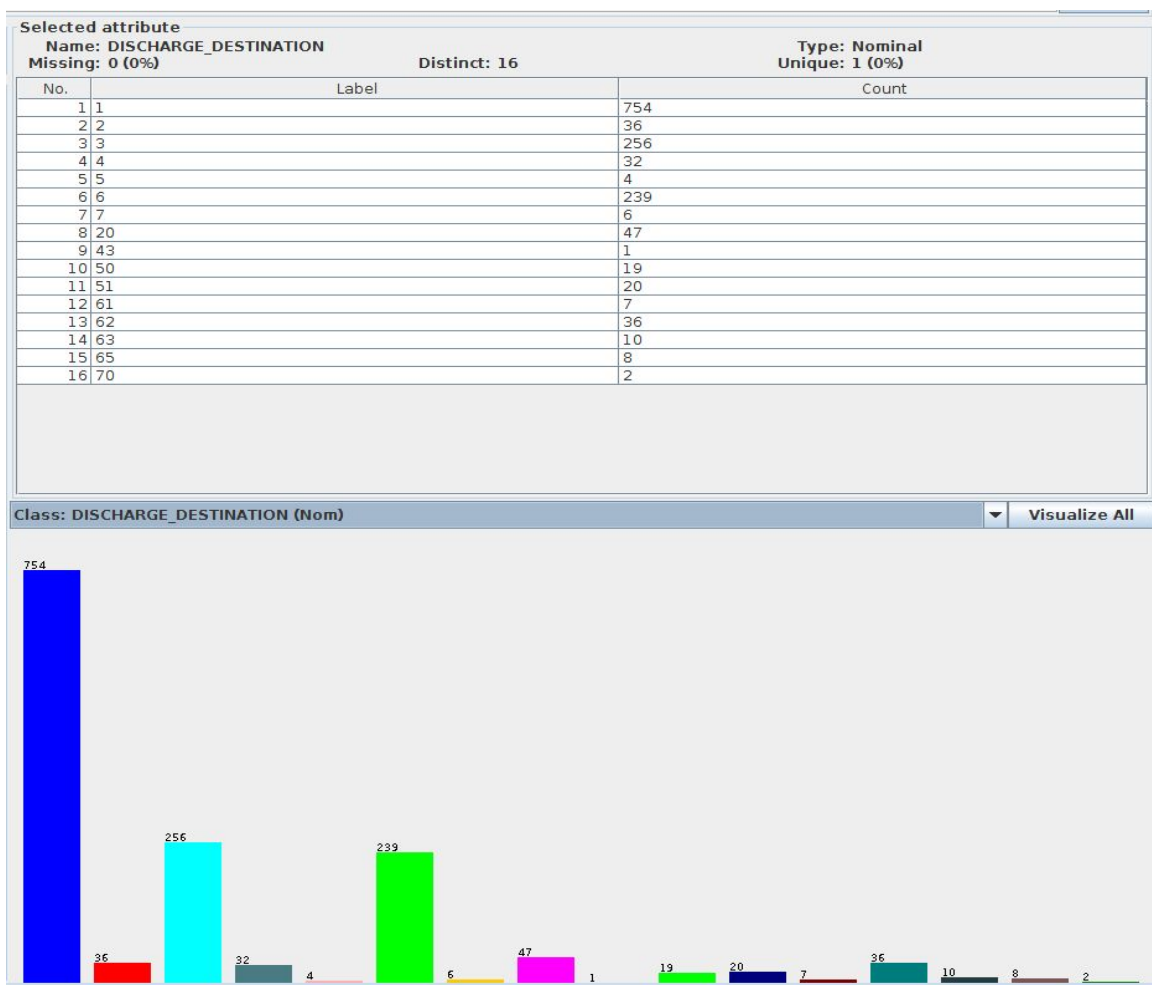 Selected attribute
Name: DISCHARGE_DESTINATION Type: Nominal
Missing: 0 (0%) Distinct: 16 Unique: 1 (0%)
No. Label Count
1 1 754
2 2 36
3 3 256
4 4 32
5 5 4
6 6 239
7 7 6
8 20 47
9 43 1
10 50 19
11 51 20
12 61 7
13 62 36
14 63 10
15 65 8
16 70 2
Class: DISCHARGE_DESTINATION (Nom) Visualize All
754
36
256
32
4
239
6
47
1
19
20
7
36
10
8
2